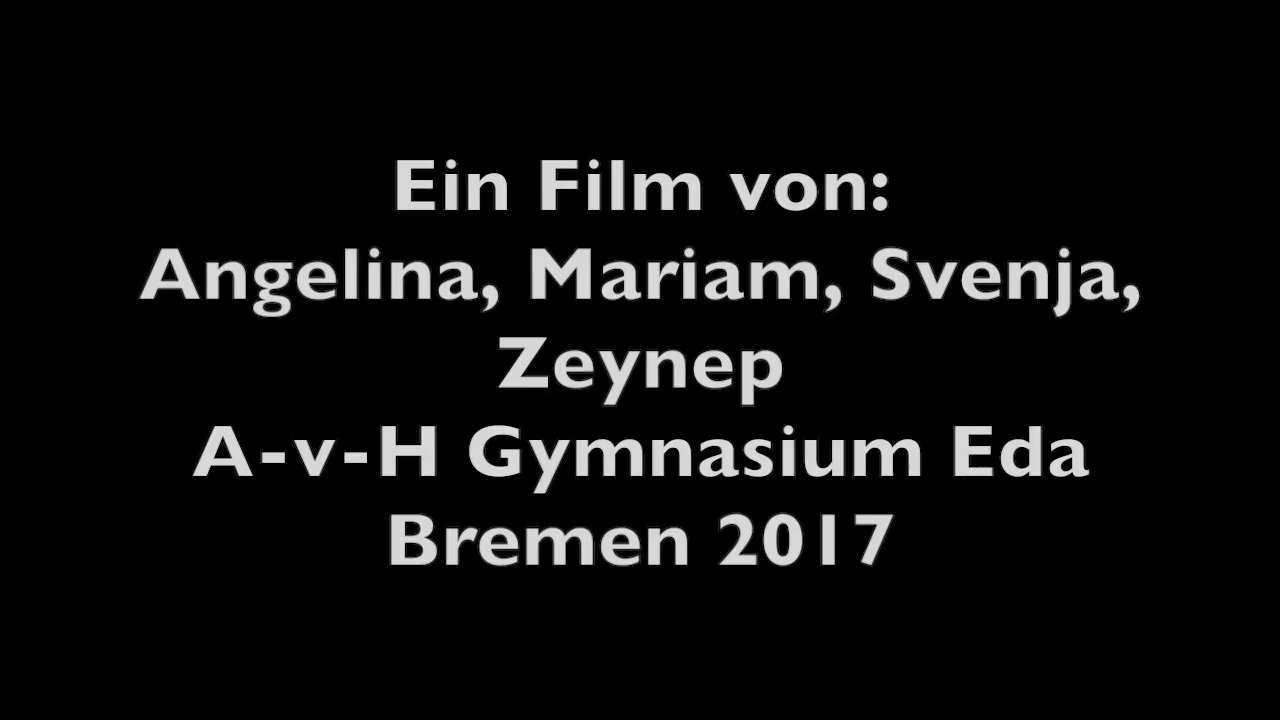 Ein Film von:
Angelina, Mariam, Svenja,
Zeynep
A-v-H Gymnasium Eda
Bremen 2017